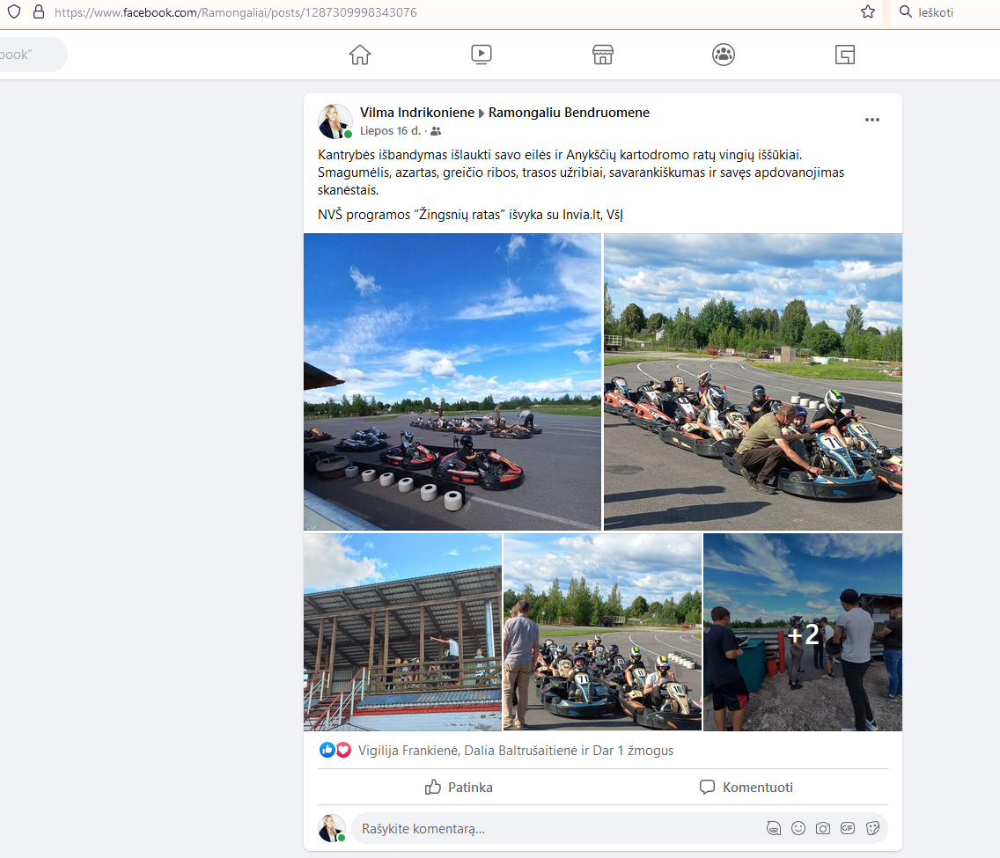 https://www.facebook.com/Ramongaliai/posts/1287309998343076
Ieškoti
book”
Vilma Indrikoniene Ramongaliu Bendruomene
Liepos 16 d. ·
Kantrybės išbandymas išlaukti savo eilės ir Anykščių kartodromo ratų vingių iššūkiai.
Smagumėlis, azartas, greičio ribos, trasos užribiai, savarankiškumas ir savęs apdovanojimas
skanėstais.
NVŠ programos “Žingsnių ratas” išvyka su Invia.lt, VšĮ
71
+2
Vigilija Frankienė, Dalia Baltrušaitienė ir Dar 1 žmogus
Patinka
Komentuoti
Rašykite komentarą...
GIF